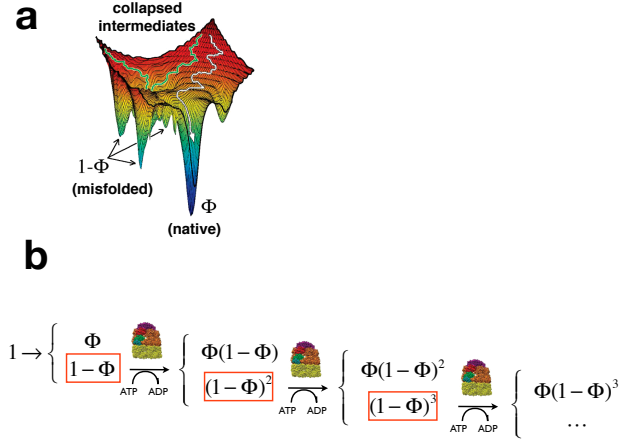 a
collapsed
intermediates
1-Φ
(misfolded)
Φ
(native)
b
1 → { Φ
1 − Φ
ATP ADP
Φ(1 − Φ)
(1 − Φ)²
ATP ADP
Φ(1 − Φ)²
(1 − Φ)³
ATP ADP
Φ(1 − Φ)³
…